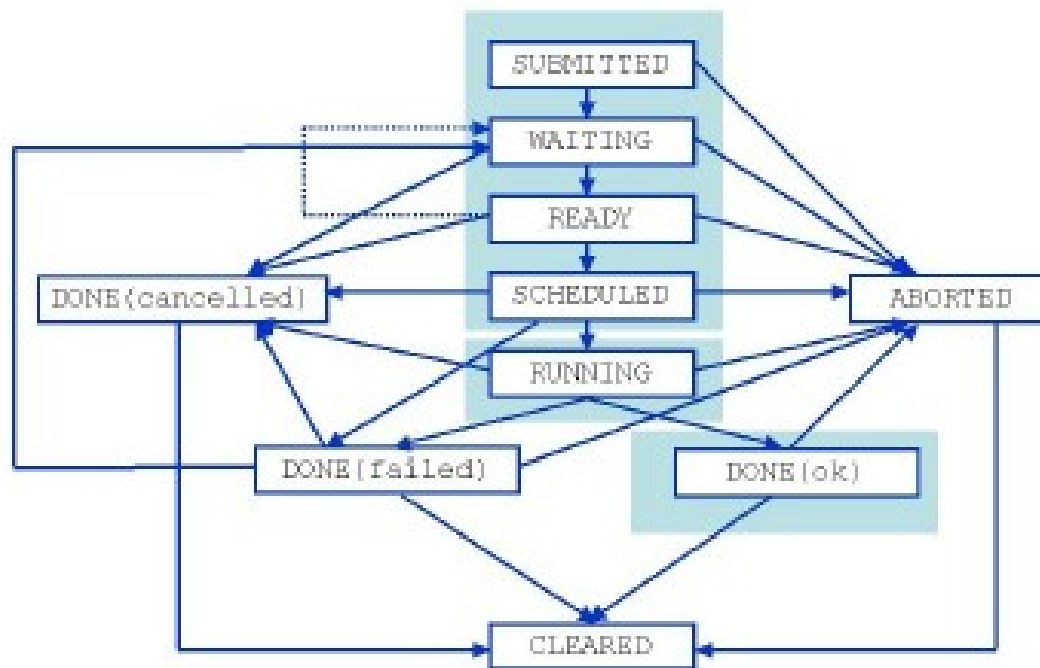 SUBMITTED
WAITING
READY
DONE(cancelled)
SCHEDULED
ABORTED
RUNNING
DONE(failed)
DONE(ok)
CLEARED